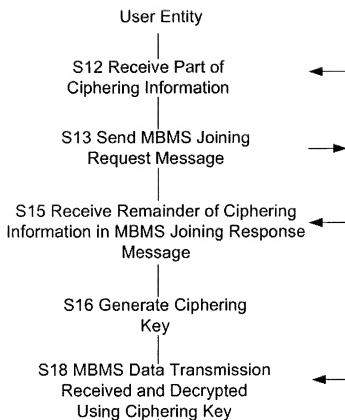 User Entity
S12 Receive Part of
Ciphering Information
S13 Send MBMS Joining
Request Message
S15 Receive Remainder of Ciphering
Information in MBMS Joining Response
Message
S16 Generate Ciphering
Key
S18 MBMS Data Transmission
Received and Decrypted
Using Ciphering Key